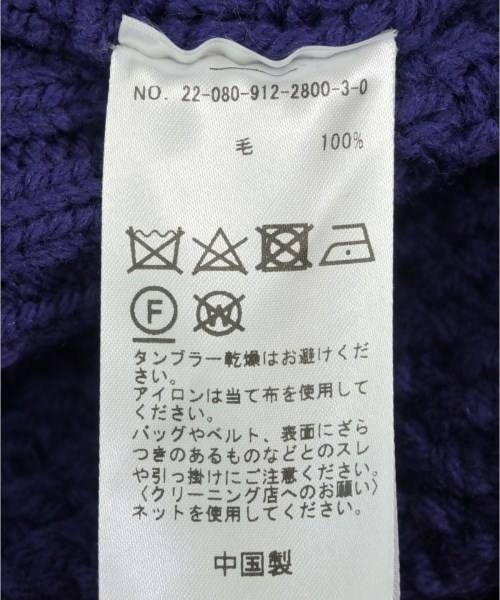 NO. 22-080-912-2800-3-0
毛 100%
F W
タンブラー乾燥はお避けくだ
さい。
アイロンは当て布を使用して
ください。
バッグやベルト、表面にざら
つきのあるものなどとのスレ
や引っ掛けにご注意ください。
〈クリーニング店へのお願い〉
ネットを使用してください。
中国製